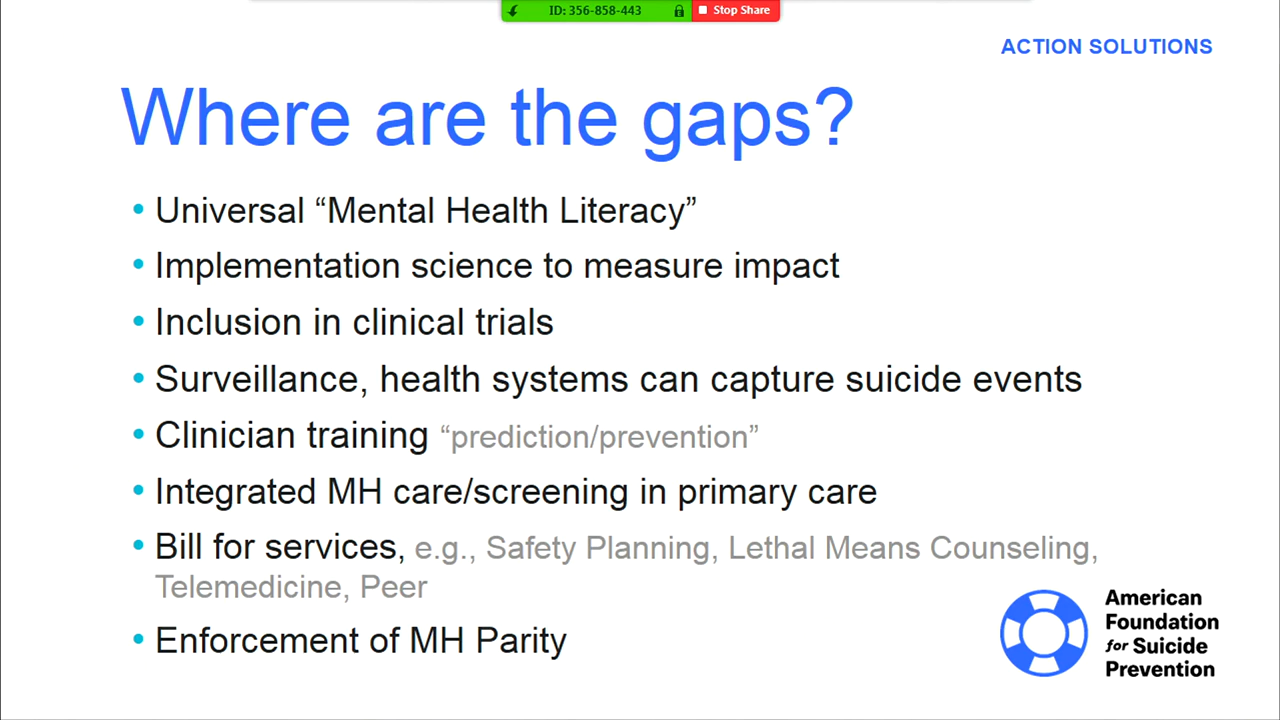 ID: 356-858-443 Stop Share
ACTION SOLUTIONS
Where are the gaps?
• Universal “Mental Health Literacy”
• Implementation science to measure impact
• Inclusion in clinical trials
• Surveillance, health systems can capture suicide events
• Clinician training “prediction/prevention”
• Integrated MH care/screening in primary care
• Bill for services, e.g., Safety Planning, Lethal Means Counseling,
Telemedicine, Peer
• Enforcement of MH Parity
American
Foundation
for Suicide
Prevention